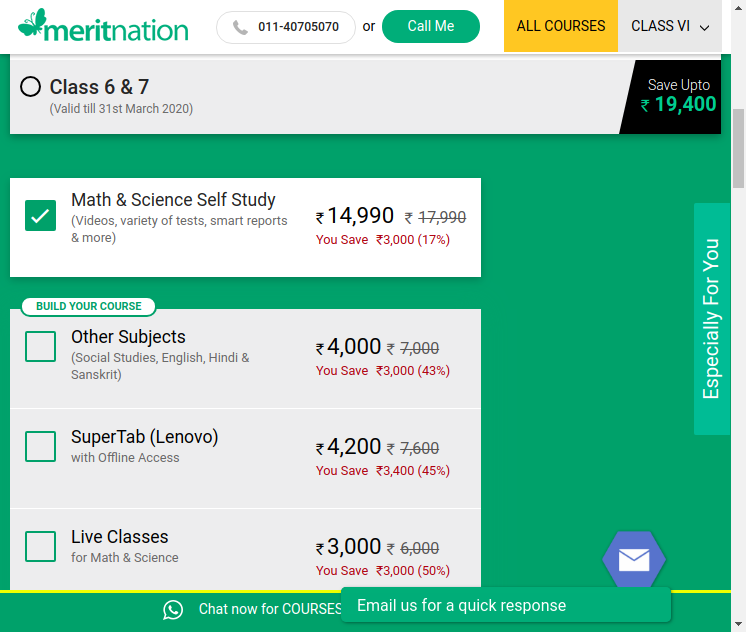 meritnation
011-40705070 or Call Me ALL COURSES CLASS VI
Class 6 & 7
(Valid till 31st March 2020)
Save Upto
₹ 19,400
Math & Science Self Study
(Videos, variety of tests, smart reports
& more)
₹ 14,990 ₹ 17,990
You Save ₹3,000 (17%)
BUILD YOUR COURSE
Other Subjects
(Social Studies, English, Hindi &
Sanskrit)
₹ 4,000 ₹ 7,000
You Save ₹3,000 (43%)
SuperTab (Lenovo)
with Offline Access
₹ 4,200 ₹ 7,600
You Save ₹3,400 (45%)
Live Classes
for Math & Science
₹ 3,000 ₹ 6,000
You Save ₹3,000 (50%)
Especially For You
Chat now for COURSES
Email us for a quick response